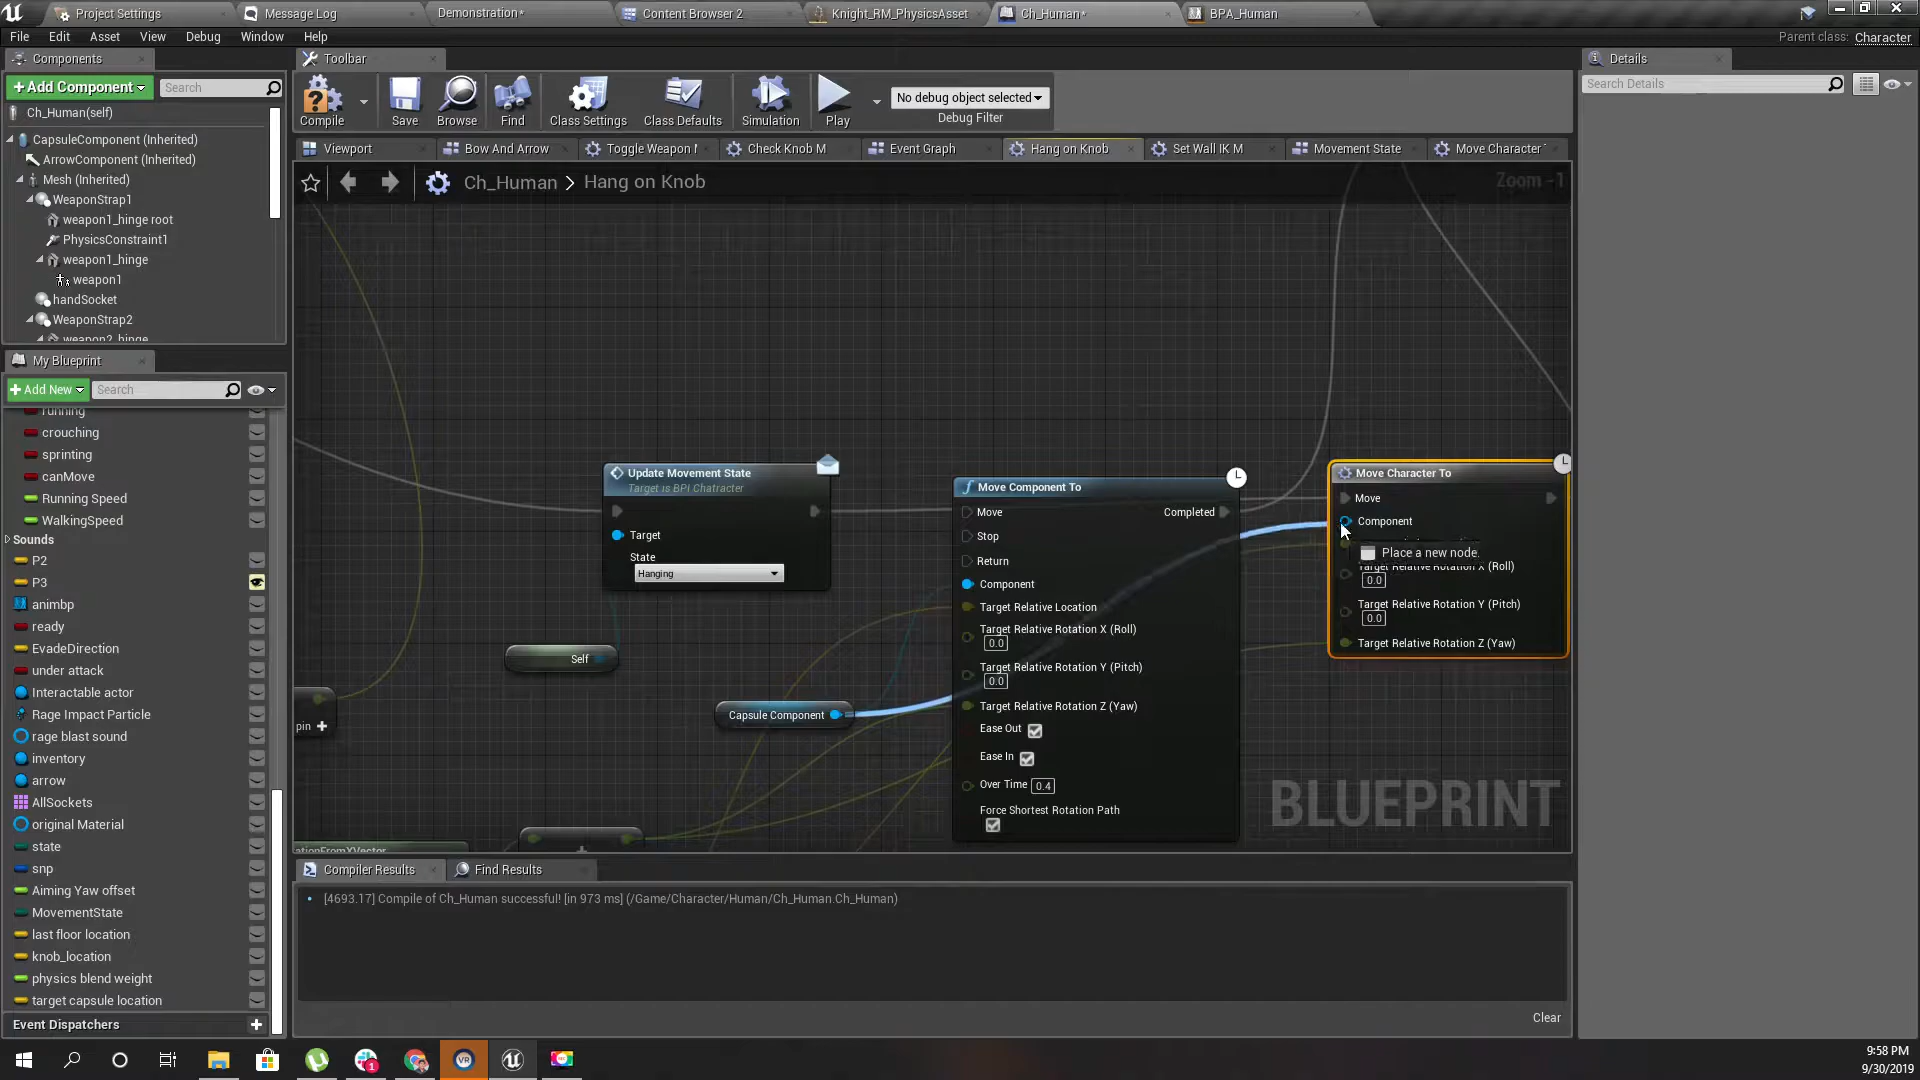 Project Settings
Message Log
Demonstration*
Content Browser 2
Knight_RM_PhysicsAsset
Ch_Human*
BPA_Human
File Edit Asset View Debug Window Help
Parent class: Character
Components
Add Component
Search
Ch_Human(self)
CapsuleComponent (Inherited)
ArrowComponent (Inherited)
Mesh (Inherited)
WeaponStrap1
weapon1_hinge root
PhysicsConstraint1
weapon1_hinge
weapon1
handSocket
WeaponStrap2
weapon2_hinge
My Blueprint
Add New
Search
running
crouching
sprinting
canMove
Running Speed
WalkingSpeed
Sounds
P2
P3
animbp
ready
EvadeDirection
under attack
Interactable actor
Rage Impact Particle
rage blast sound
inventory
arrow
AllSockets
original Material
state
snp
Aiming Yaw offset
MovementState
last floor location
knob_location
physics blend weight
target capsule location
Event Dispatchers
Toolbar
Compile
Save
Browse
Find
Class Settings
Class Defaults
Simulation
Play
No debug object selected
Debug Filter
Viewport
Bow And Arrow
Toggle Weapon
Check Knob M
Event Graph
Hang on Knob
Set Wall IK M
Movement State
Move Character
Ch_Human > Hang on Knob
Zoom -1
Update Movement State
Target is BPI Chatracter
Target
State
Hanging
Self
Capsule Component
pin +
ationFromXVector
Move Component To
Move
Completed
Stop
Return
Component
Target Relative Location
Target Relative Rotation X (Roll)
0.0
Target Relative Rotation Y (Pitch)
0.0
Target Relative Rotation Z (Yaw)
Ease Out
Ease In
Over Time 0.4
Force Shortest Rotation Path
Move Character To
Move
Component
Place a new node.
Target Relative Rotation X (Roll)
0.0
Target Relative Rotation Y (Pitch)
0.0
Target Relative Rotation Z (Yaw)
BLUEPRINT
Compiler Results
Find Results
[4693.17] Compile of Ch_Human successful! [in 973 ms] (/Game/Character/Human/Ch_Human.Ch_Human)
Clear
Details
Search Details
9:58 PM
9/30/2019